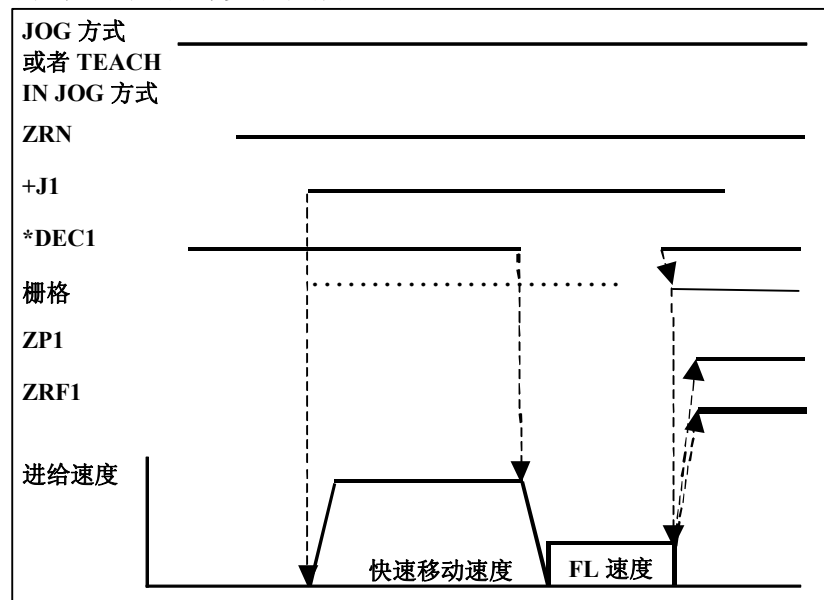 JOG 方式
或者 TEACH
IN JOG 方式
ZRN
+J1
*DEC1
栅格
ZP1
ZRF1
进给速度
快速移动速度
FL 速度